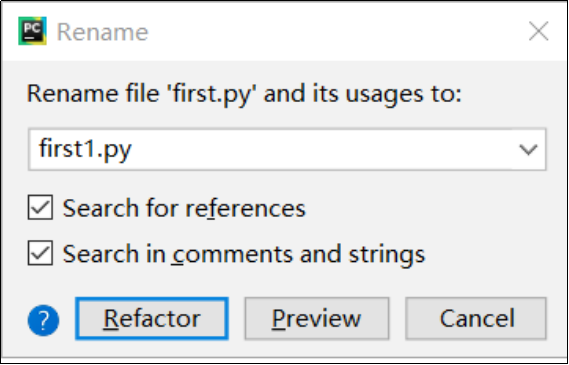 PC Rename
Rename file 'first.py' and its usages to:
first1.py
Search for references
Search in comments and strings
? Refactor Preview Cancel